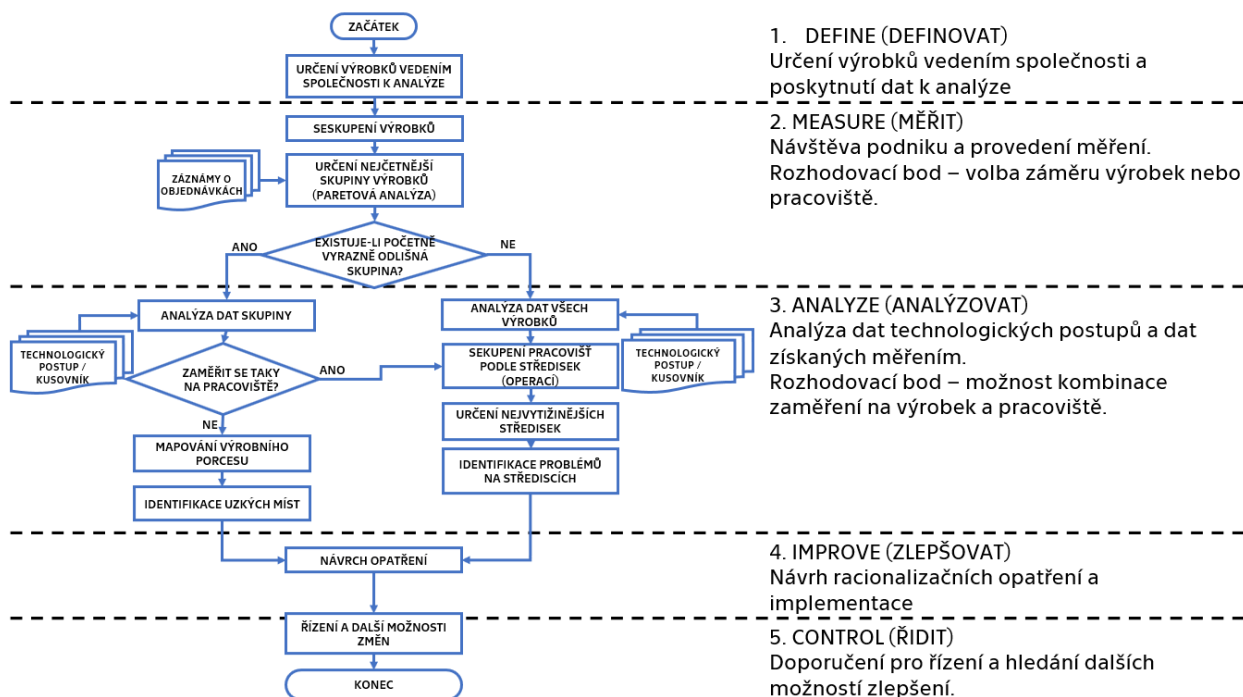 ZAČÁTEK
URČENÍ VÝROBKŮ VEDENÍM
SPOLEČNOSTI K ANALÝZE
SESKUPENÍ VÝROBKŮ
ZÁZNÁMY O
OBJEDNÁVKÁCH
URČENÍ NEJČETNĚJŠÍ
SKUPINY VÝROBKŮ
(PARETOVÁ ANALÝZA)
ANO
EXISTUJE-LI POČETNĚ
VYRAZNĚ ODLIŠNÁ
SKUPINA?
NE
ANALÝZA DAT SKUPINY
ANALÝZA DAT VŠECH
VÝROBKŮ
TECHNOLOGICKÝ
POSTUP /
KUSOVNÍK
ZAMĚŘIT SE TAKY
NA PRACOVIŠTĚ?
ANO
SEKUPENÍ PRACOVIŠŤ
PODLE STŘEDISEK
(OPERACÍ)
TECHNOLOGICKÝ
POSTUP /
KUSOVNÍK
NE
URČENÍ NEJVYTIŽINĚJŠÍCH
STŘEDISEK
MAPOVÁNÍ VÝROBNÍHO
PORCESU
IDENTIFIKACE PROBLÉMŮ
NA STŘEDISCÍCH
IDENTIFIKACE UZKÝCH MÍST
NÁVRCH OPATŘENÍ
ŘÍZENÍ A DALŠÍ MOŽNOSTI
ZMĚN
KONEC
1. DEFINE (DEFINOVAT)
Určení výrobků vedením společnosti a
poskytnutí dat k analýze
2. MEASURE (MĚŘIT)
Návštěva podniku a provedení měření.
Rozhodovací bod – volba záměru výrobek nebo
pracoviště.
3. ANALYZE (ANALÝZOVAT)
Analýza dat technologických postupů a dat
získaných měřením.
Rozhodovací bod – možnost kombinace
zaměření na výrobek a pracoviště.
4. IMPROVE (ZLEPŠOVAT)
Návrh racionalizačních opatření a
implementace
5. CONTROL (ŘIDIT)
Doporučení pro řízení a hledání dalších
možností zlepšení.